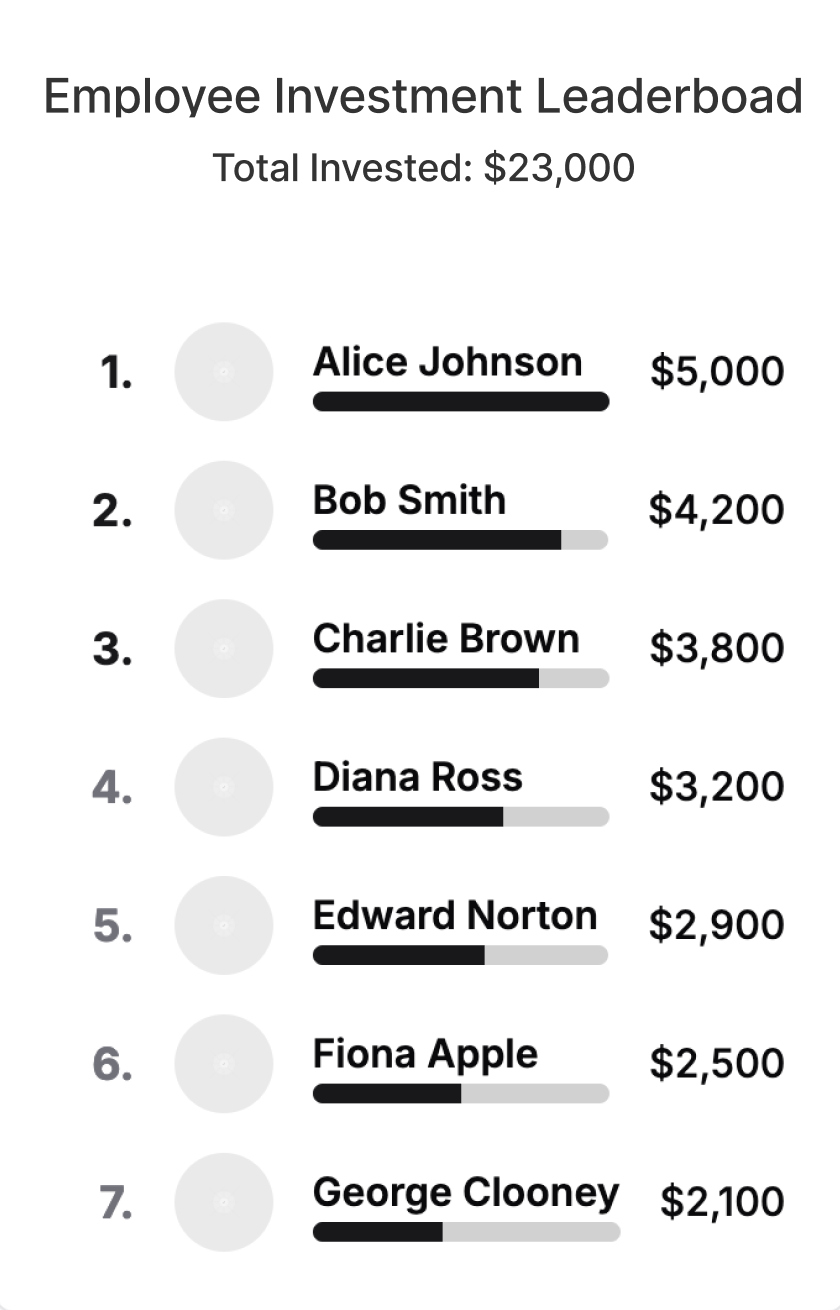 Employee Investment Leaderboad
Total Invested: $23,000
1. Alice Johnson $5,000
2. Bob Smith $4,200
3. Charlie Brown $3,800
4. Diana Ross $3,200
5. Edward Norton $2,900
6. Fiona Apple $2,500
7. George Clooney $2,100